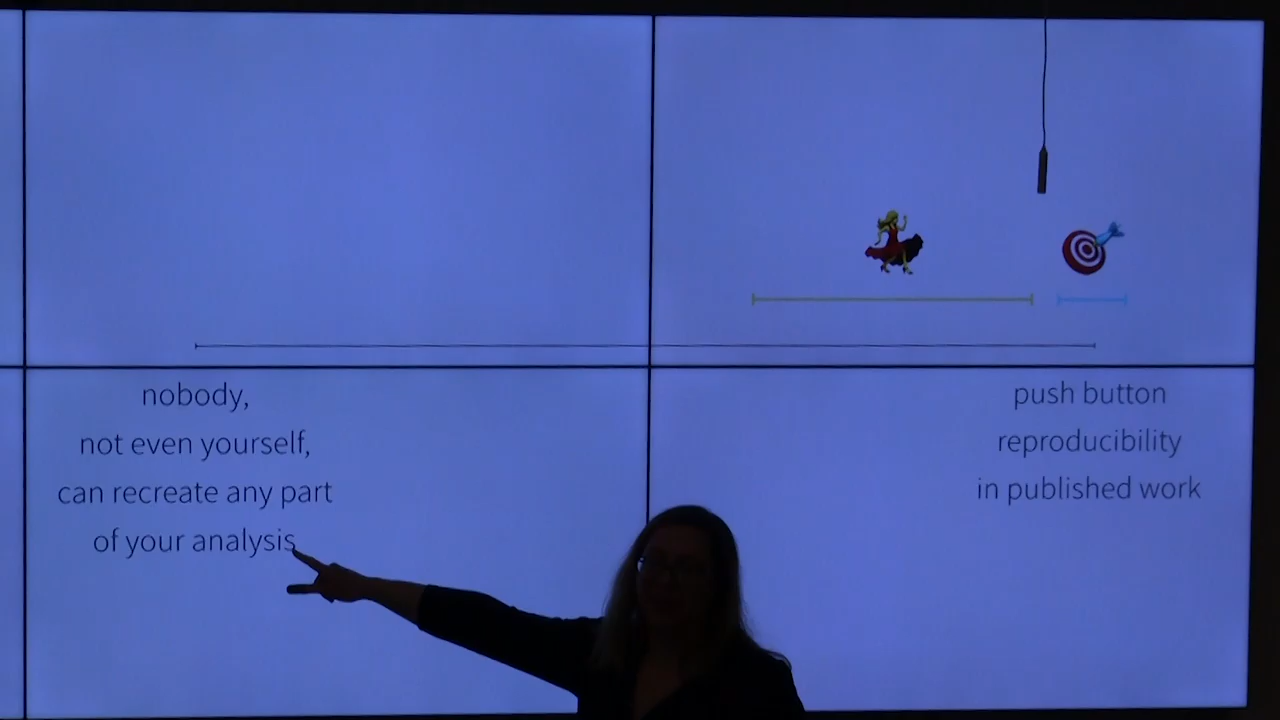 nobody,
not even yourself,
can recreate any part
of your analysis
push button
reproducibility
in published work